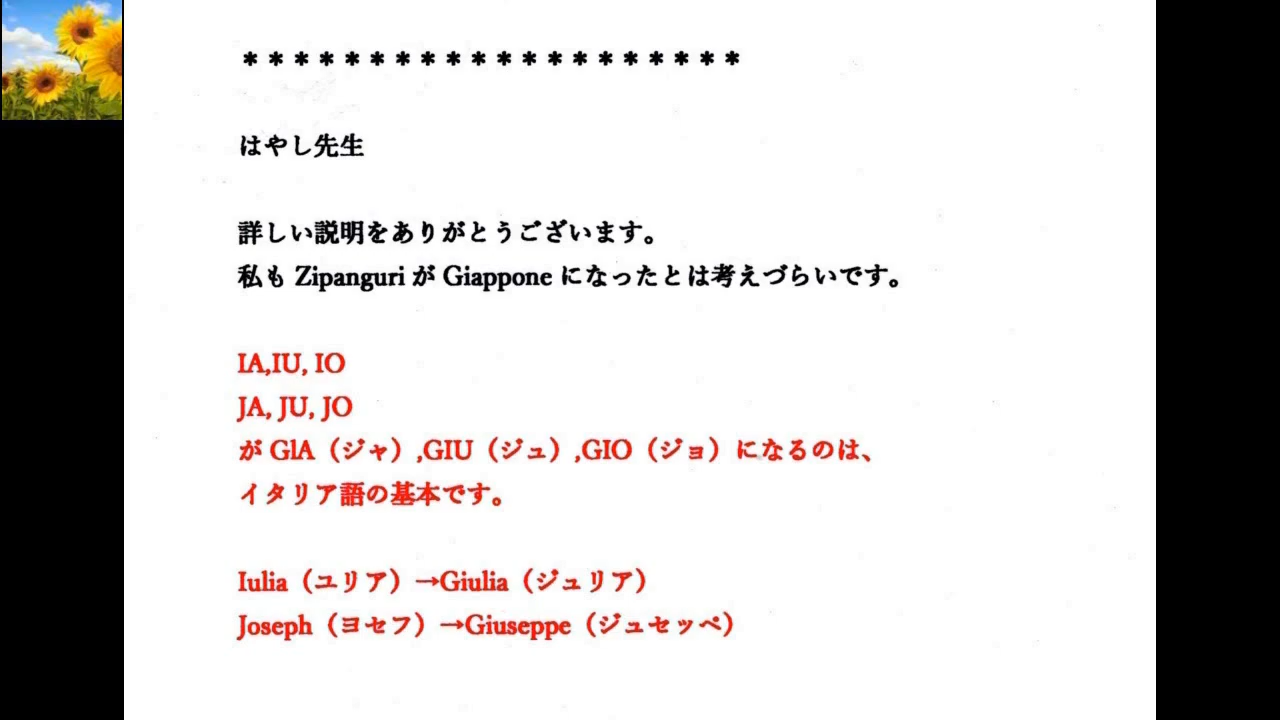 ********************
はやし先生
詳しい説明をありがとうございます。
私も Zipanguri が Giappone になったとは考えづらいです。
IA,IU, IO
JA, JU, JO
が GlA（ジャ）,GIU（ジュ）,GIO（ジョ）になるのは、
イタリア語の基本です。
Iulia（ユリア）→Giulia（ジュリア）
Joseph（ヨセフ）→Giuseppe（ジュセッペ）